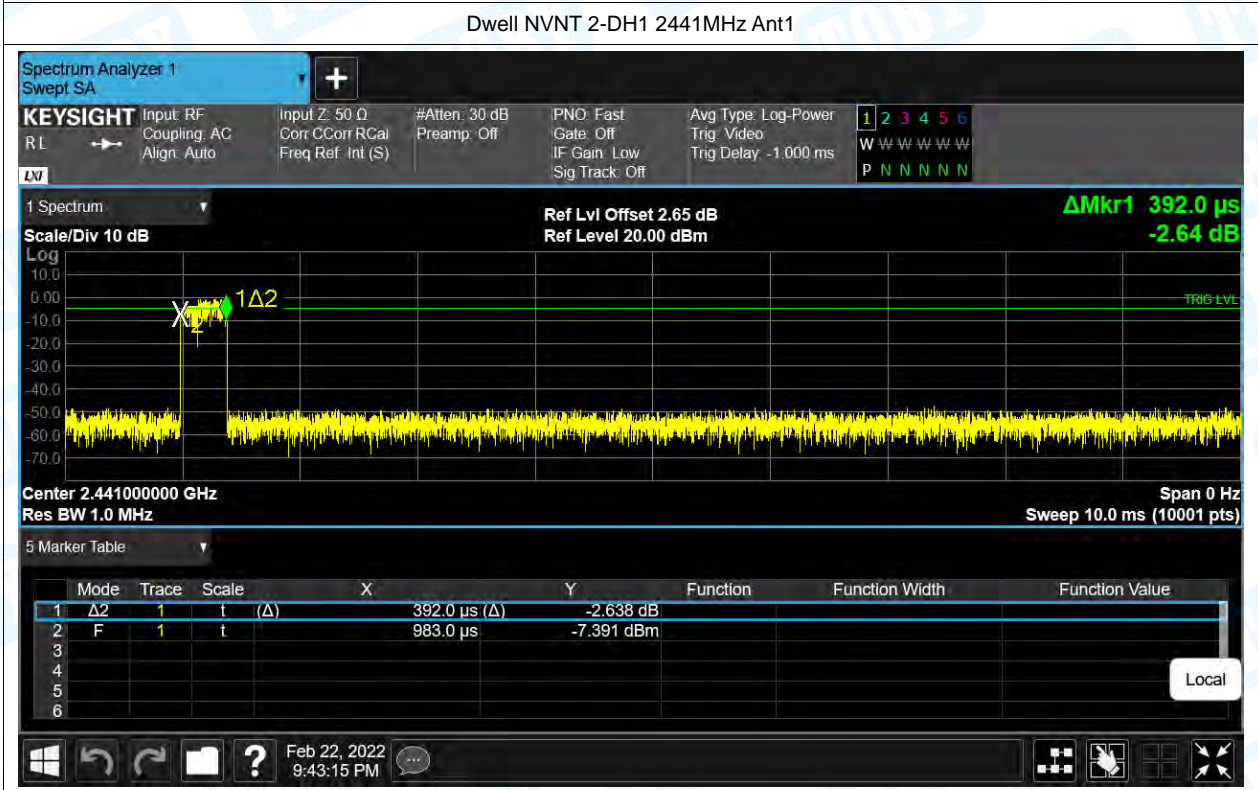 Dwell NVNT 2-DH1 2441MHz Ant1
Spectrum Analyzer 1
Swept SA
+
KEYSIGHT
RL
LXI
Input: RF
Coupling: AC
Align: Auto
Input Z: 50 Ω
Corr CCorr RCal
Freq Ref: Int (S)
#Atten: 30 dB
Preamp: Off
PNO: Fast
Gate: Off
IF Gain: Low
Sig Track: Off
Avg Type: Log-Power
Trig: Video
Trig Delay: -1.000 ms
1 2 3 4 5 6
W W W W W W
P N N N N N
1 Spectrum
Scale/Div 10 dB
Ref Lvl Offset 2.65 dB
Ref Level 20.00 dBm
ΔMkr1 392.0 µs
-2.64 dB
Log
10.0
0.00
-10.0
-20.0
-30.0
-40.0
-50.0
-60.0
-70.0
X
2
1Δ2
TRIG LVL
Center 2.441000000 GHz
Res BW 1.0 MHz
Span 0 Hz
Sweep 10.0 ms (10001 pts)
5 Marker Table
Mode Trace Scale X Y Function Function Width Function Value
1 Δ2 1 t (Δ) 392.0 µs (Δ) -2.638 dB
2 F 1 t 983.0 µs -7.391 dBm
3
4
5
6
Local
?
Feb 22, 2022
9:43:15 PM